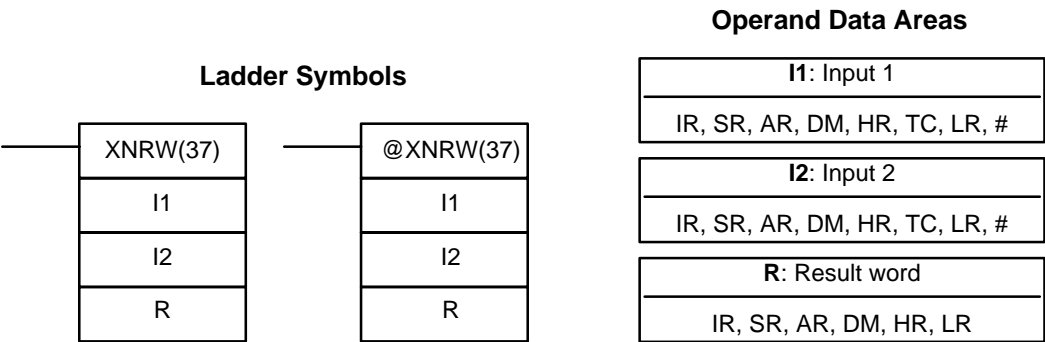 Operand Data Areas
Ladder Symbols
I1: Input 1
IR, SR, AR, DM, HR, TC, LR, #
XNRW(37)
@XNRW(37)
I2: Input 2
I1
I1
IR, SR, AR, DM, HR, TC, LR, #
I2
I2
R: Result word
R
R
IR, SR, AR, DM, HR, LR